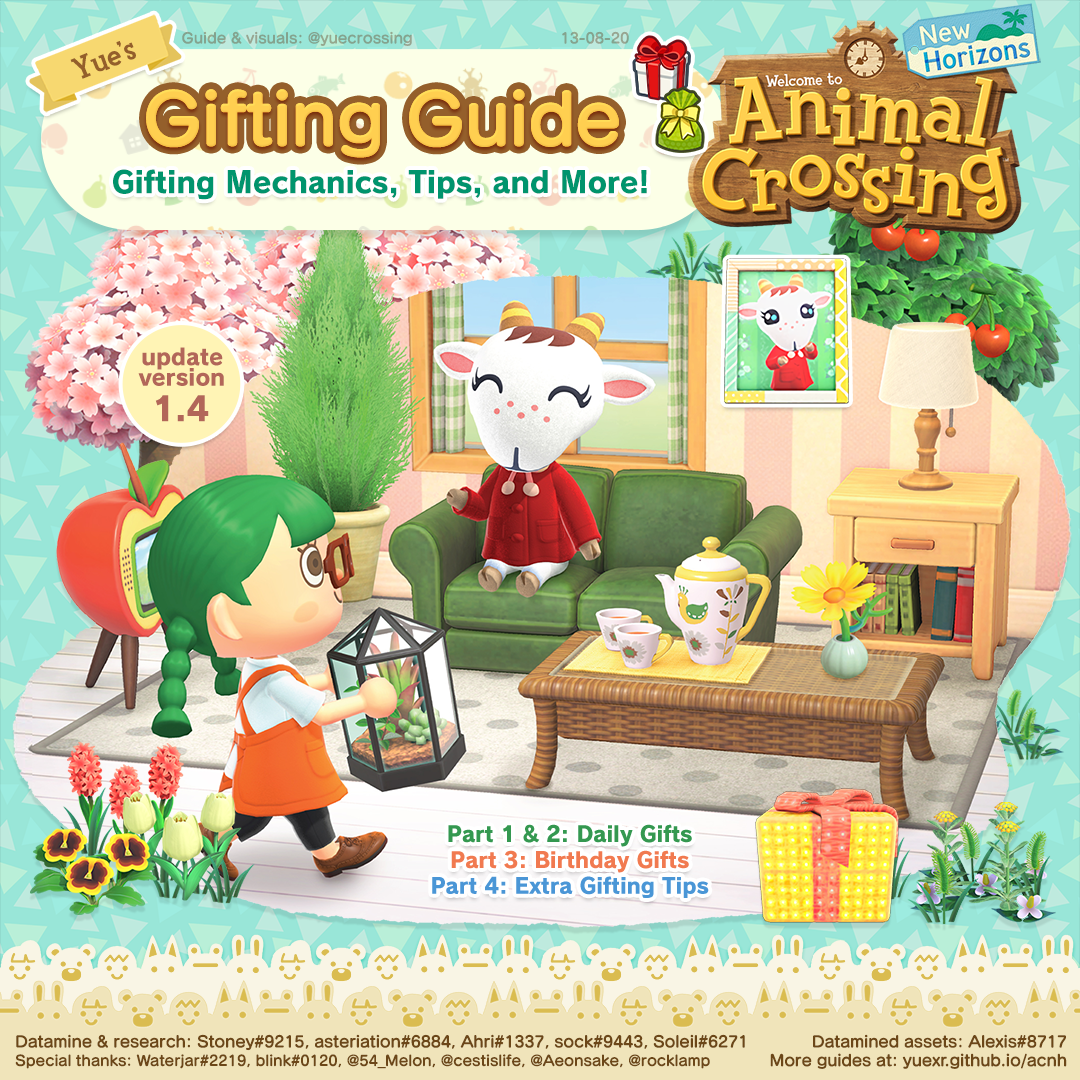 Yue's
Guide & visuals: @yuecrossing
13-08-20
Gifting Guide
Gifting Mechanics, Tips, and More!
Welcome to
Animal
Crossing
New
Horizons
update
version
1.4
Part 1 & 2: Daily Gifts
Part 3: Birthday Gifts
Part 4: Extra Gifting Tips
Datamine & research: Stoney#9215, asteriation#6884, Ahri#1337, sock#9443, Soleil#6271
Datamined assets: Alexis#8717
Special thanks: Waterjar#2219, blink#0120, @54_Melon, @cestislife, @Aeonsake, @rocklamp
More guides at: yuexr.github.io/acnh